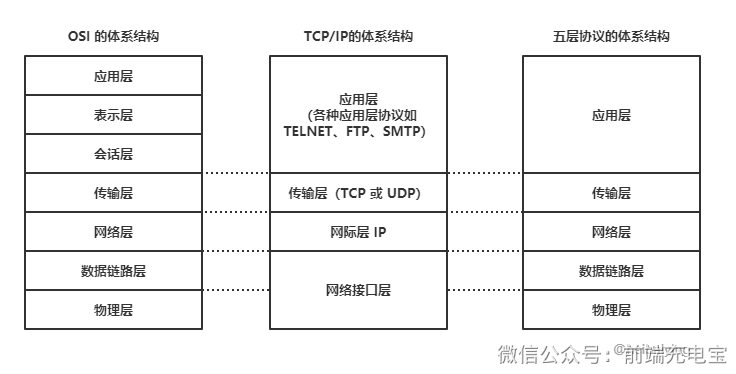 OSI 的体系结构
应用层
表示层
会话层
传输层
网络层
数据链路层
物理层
TCP/IP的体系结构
应用层
(各种应用层协议如
TELNET、FTP、SMTP)
传输层（TCP 或 UDP）
网际层 IP
网络接口层
五层协议的体系结构
应用层
传输层
网络层
数据链路层
物理层
微信公众号：前端充电宝